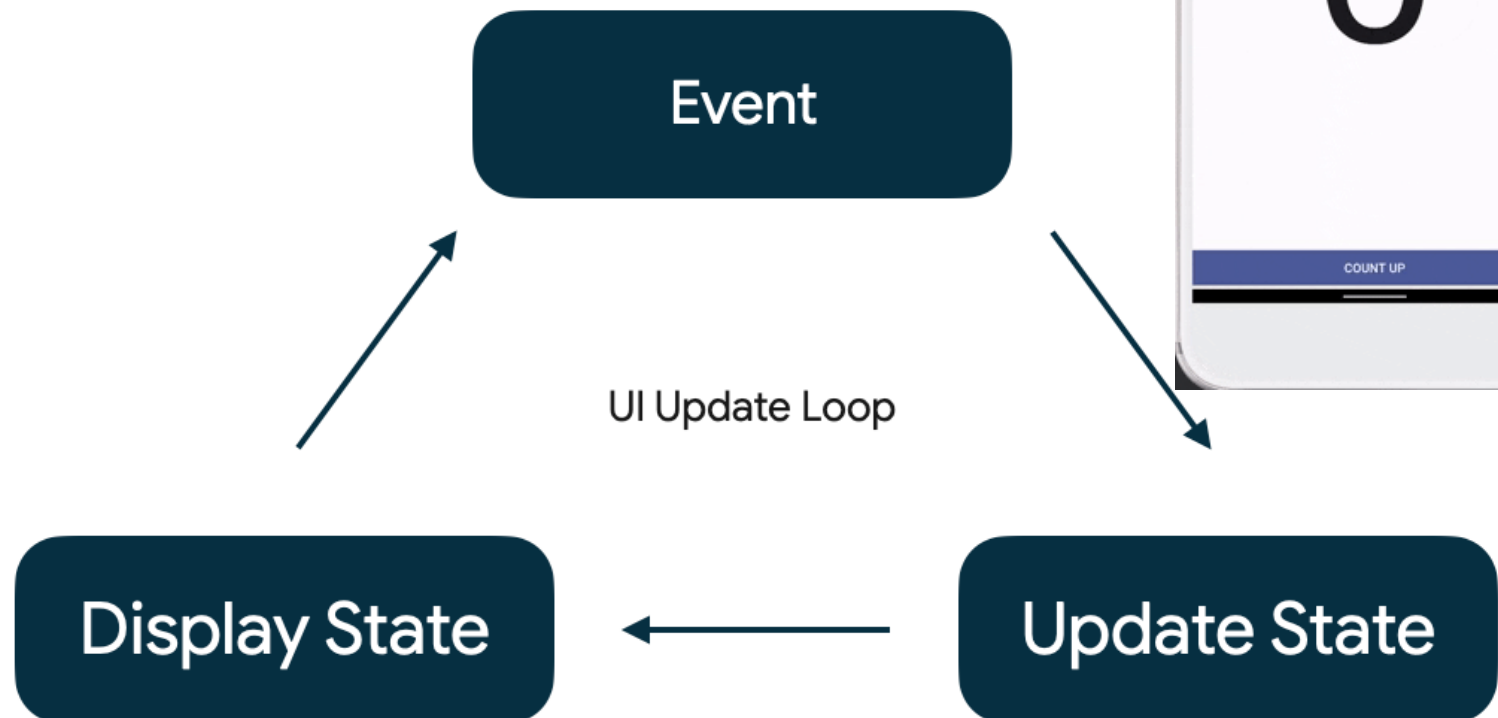 Event
COUNT UP
UI Update Loop
Display State
Update State